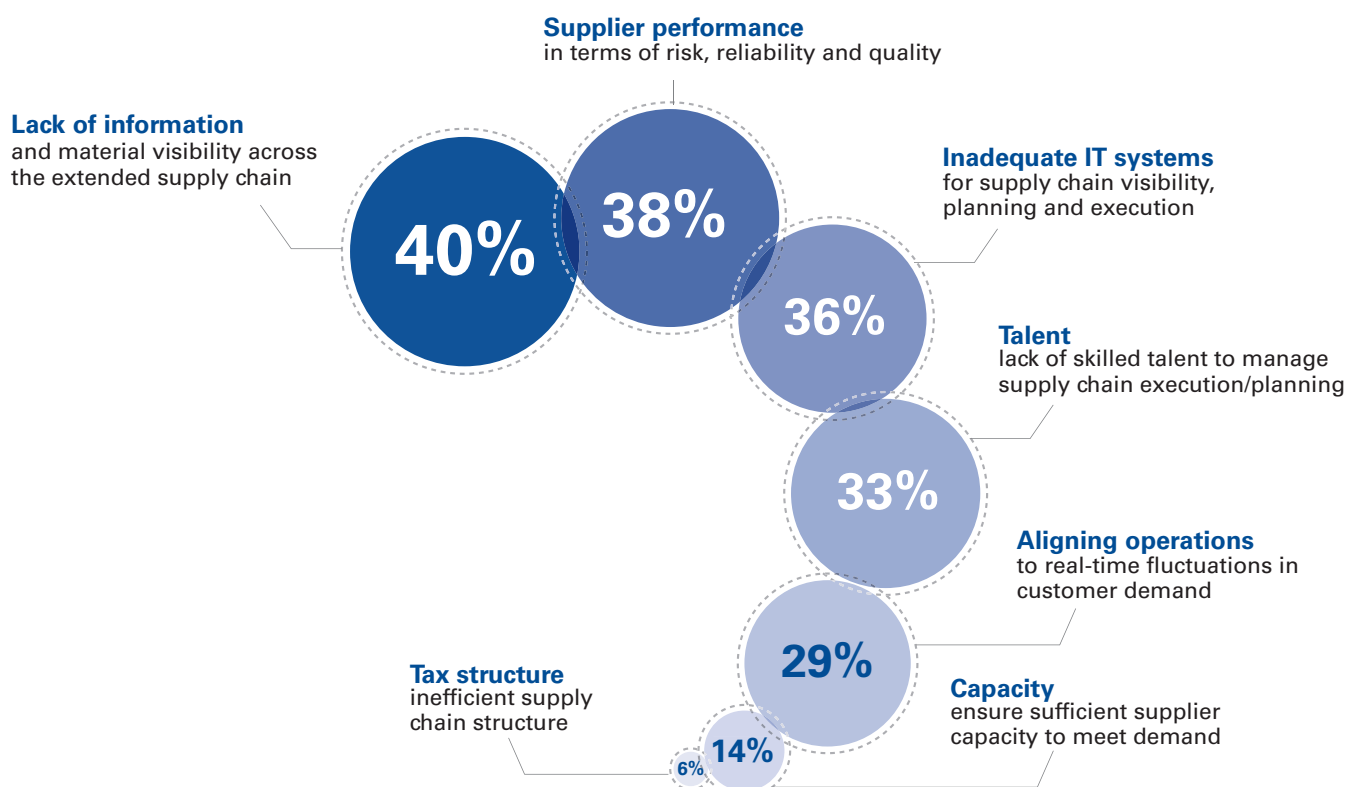 Supplier performance
in terms of risk, reliability and quality
Lack of information
and material visibility across
the extended supply chain
40%
38%
Inadequate IT systems
for supply chain visibility,
planning and execution
36%
Talent
lack of skilled talent to manage
supply chain execution/planning
33%
Aligning operations
to real-time fluctuations in
customer demand
29%
Tax structure
inefficient supply
chain structure
Capacity
ensure sufficient supplier
capacity to meet demand
14%
6%